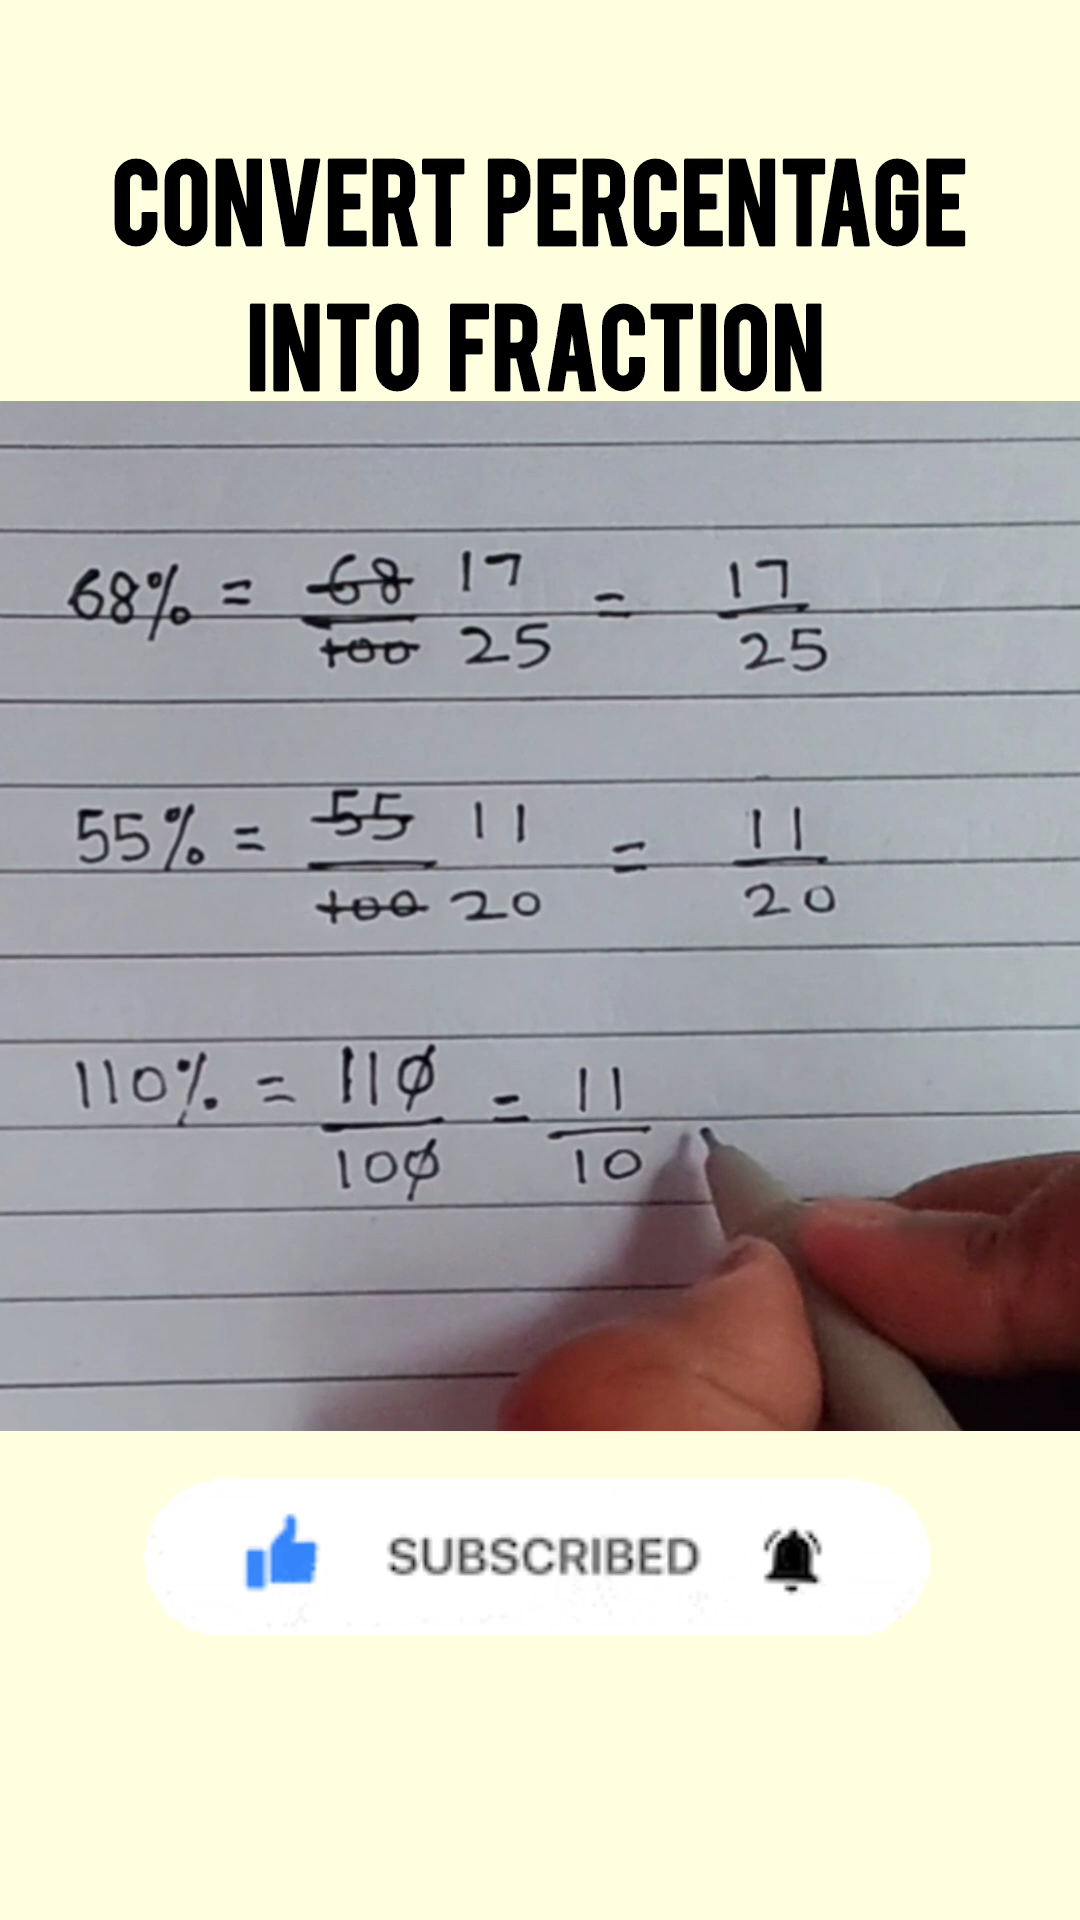 CONVERT PERCENTAGE
INTO FRACTION
68% = 68/100 17/25 = 17/25
55% = 55/100 11/20 = 11/20
110% = 110/100 = 11/10
SUBSCRIBED